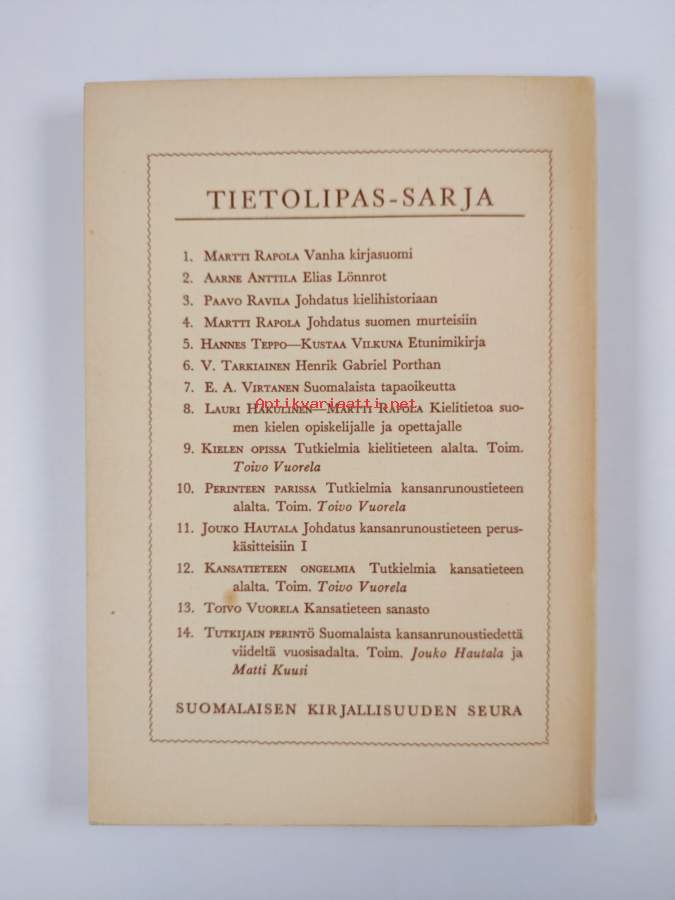 TIETOLIPAS-SARJA
1. MARTTI RAPOLA Vanha kirjasuomi
2. AARNE ANTTILA Elias Lönnrot
3. PAAVO RAVILA Johdatus kielihistoriaan
4. MARTTI RAPOLA Johdatus suomen murteisiin
5. HANNES TEPPO—KUSTAA VILKUNA Etunimikirja
6. V. TARKIAINEN Henrik Gabriel Porthan
7. E. A. VIRTANEN Suomalaista tapaoikeutta
Antikvariaatti.net
8. LAURI HAKULINEN—MARTTI RAPOLA Kielitietoa suo-
men kielen opiskelijalle ja opettajalle
9. KIELEN OPISSA Tutkielmia kielitieteen alalta. Toim.
Toivo Vuorela
10. PERINTEEN PARISSA Tutkielmia kansanrunoustieteen
alalta. Toim. Toivo Vuorela
11. JOUKO HAUTALA Johdatus kansanrunoustieteen perus-
käsitteisiin I
12. KANSATIETEEN ONGELMIA Tutkielmia kansatieteen
alalta. Toim. Toivo Vuorela
13. TOIVO VUORELA Kansatieteen sanasto
14. TUTKIJAIN PERINTÖ Suomalaista kansanrunoustiedettä
viideltä vuosisadalta. Toim. Jouko Hautala ja
Matti Kuusi
SUOMALAISEN KIRJALLISUUDEN SEURA